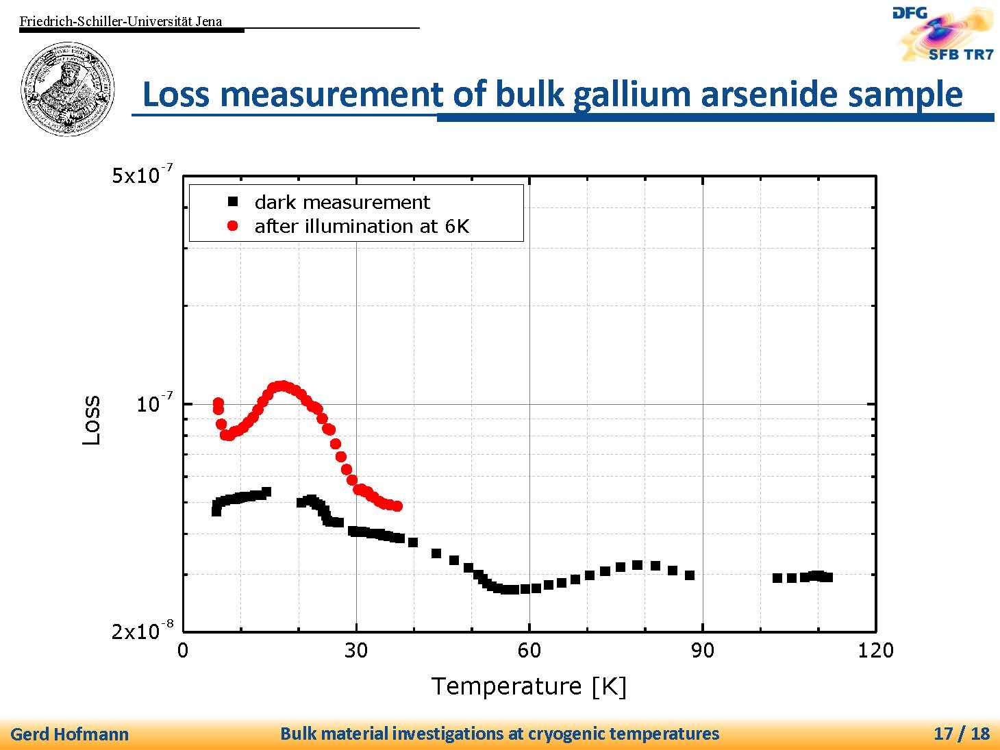 Friedrich-Schiller-Universität Jena
DFG
SFB TR7
Loss measurement of bulk gallium arsenide sample
5x10⁻⁷
dark measurement
after illumination at 6K
10⁻⁷
Loss
2x10⁻⁸
0 30 60 90 120
Temperature [K]
Gerd Hofmann Bulk material investigations at cryogenic temperatures 17 / 18